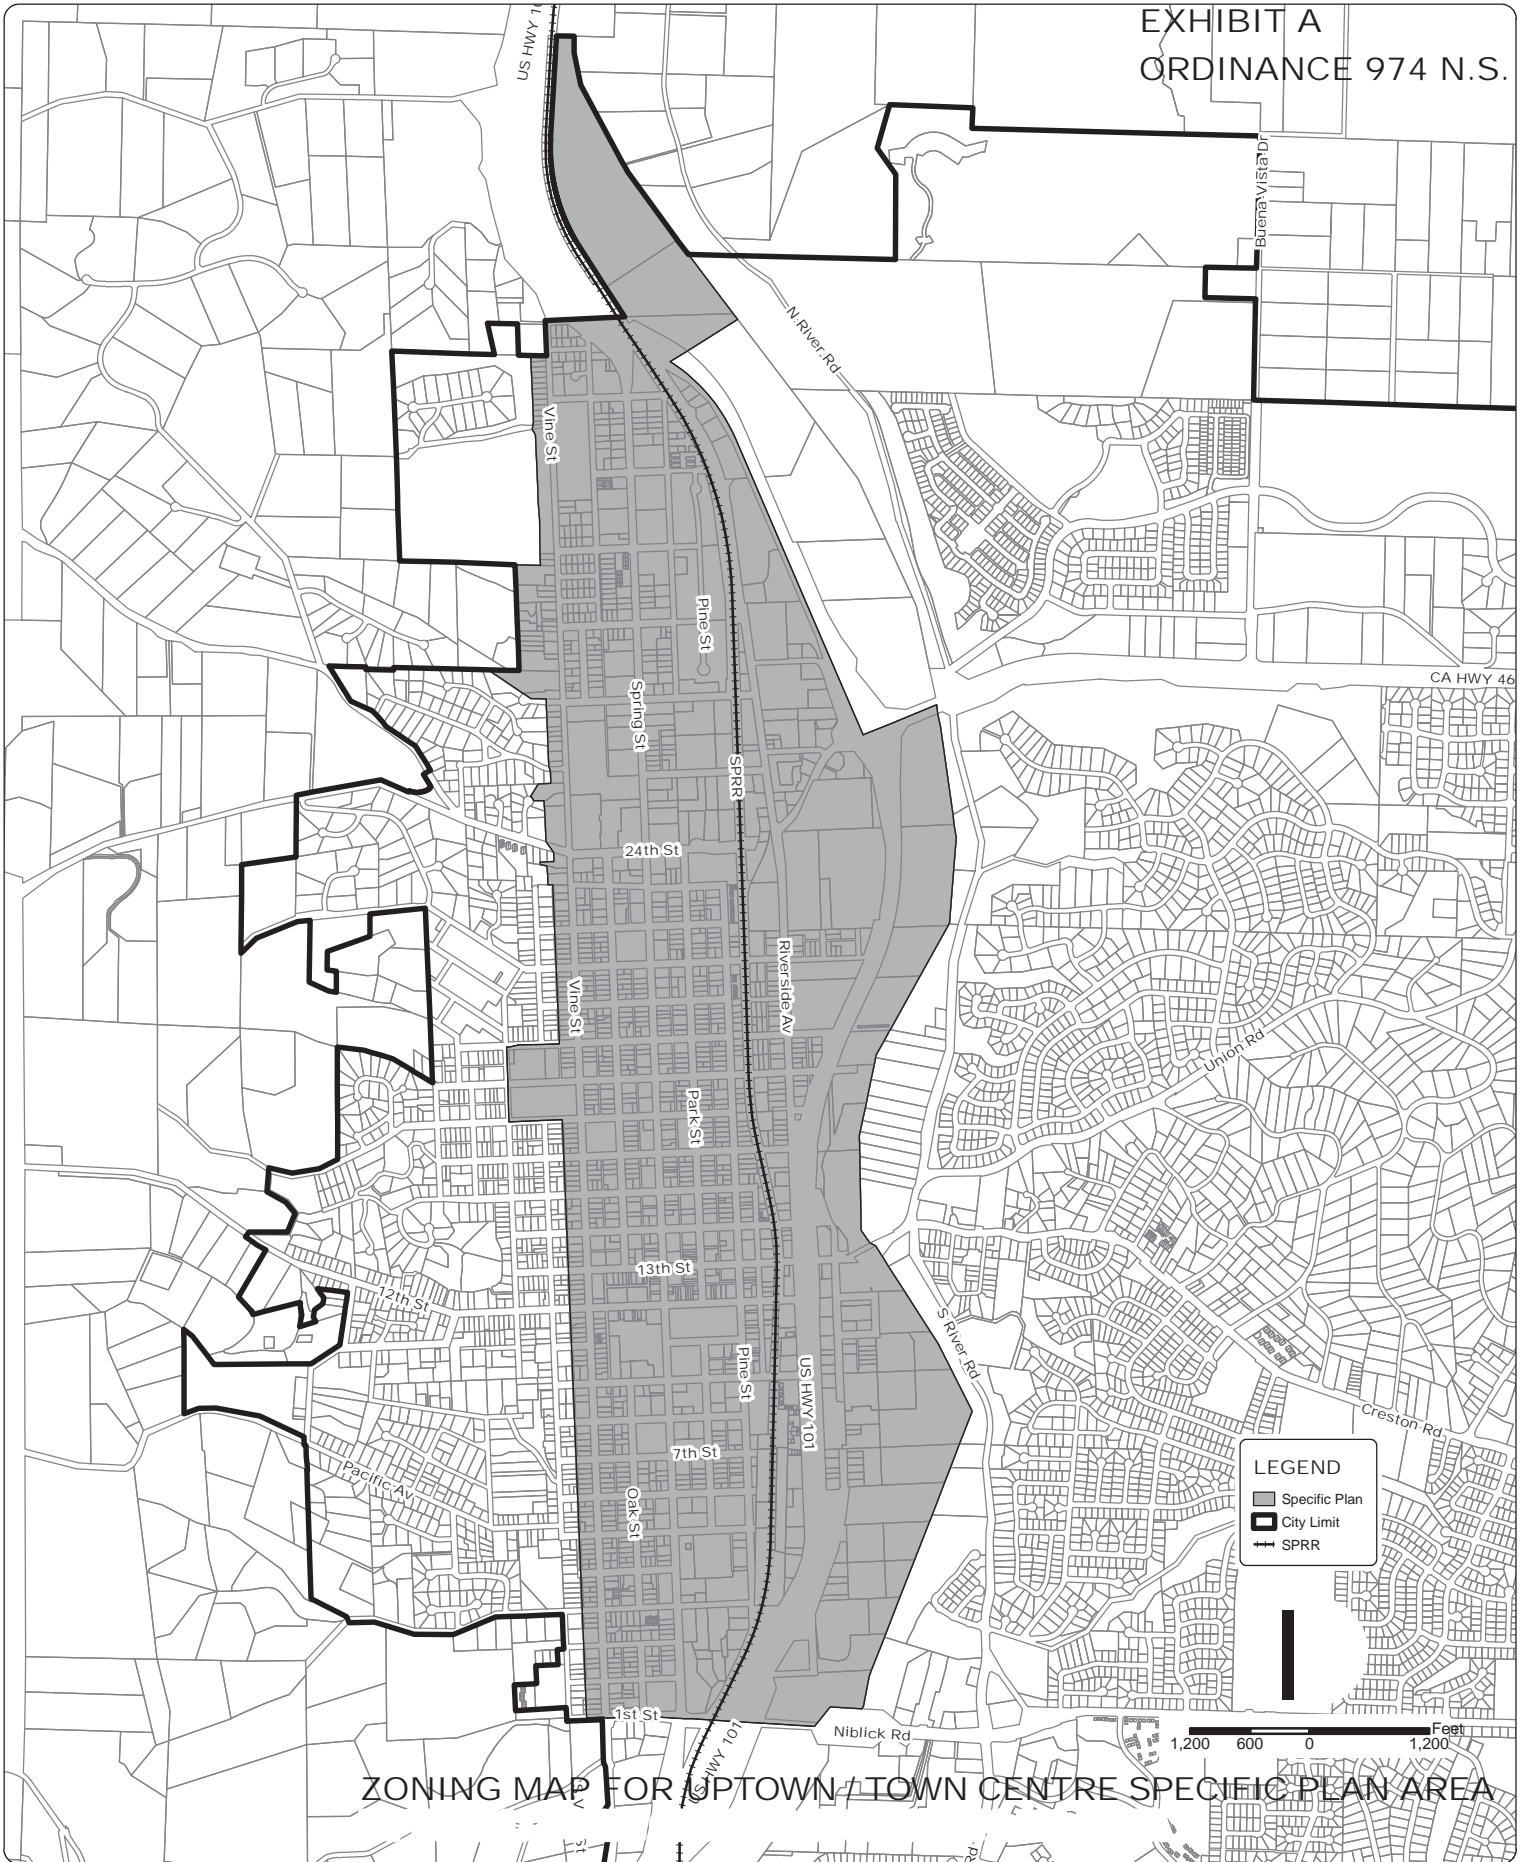 EXHIBIT A
ORDINANCE 974 N.S.
US HWY 10
Buena Vista Dr
N River Rd
Vine St
Pine St
CA HWY 46
Spring St
SPRR
24th St
Riverside Av
Vine St
Union Rd
Park St
13th St
12th St
S River Rd
Pine St
US HWY 101
Creston Rd
7th St
Pacific Av
Oak St
LEGEND
Specific Plan
City Limit
SPRR
1st St
Niblick Rd
US HWY 101
Feet
1,200 600 0 1,200
ZONING MAP FOR UPTOWN / TOWN CENTRE SPECIFIC PLAN AREA
St
Rd